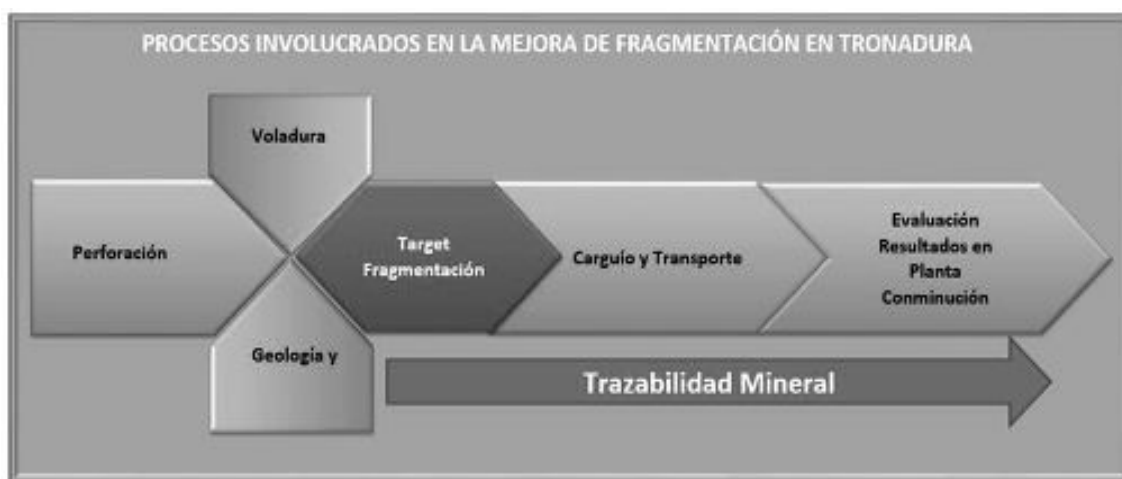 PROCESOS INVOLUCRADOS EN LA MEJORA DE FRAGMENTACIÓN EN TRONADURA
Voladura
Perforación
Target
Fragmentación
Carguío y Transporte
Evaluación
Resultados en
Planta
Conminución
Geología y
Trazabilidad Mineral